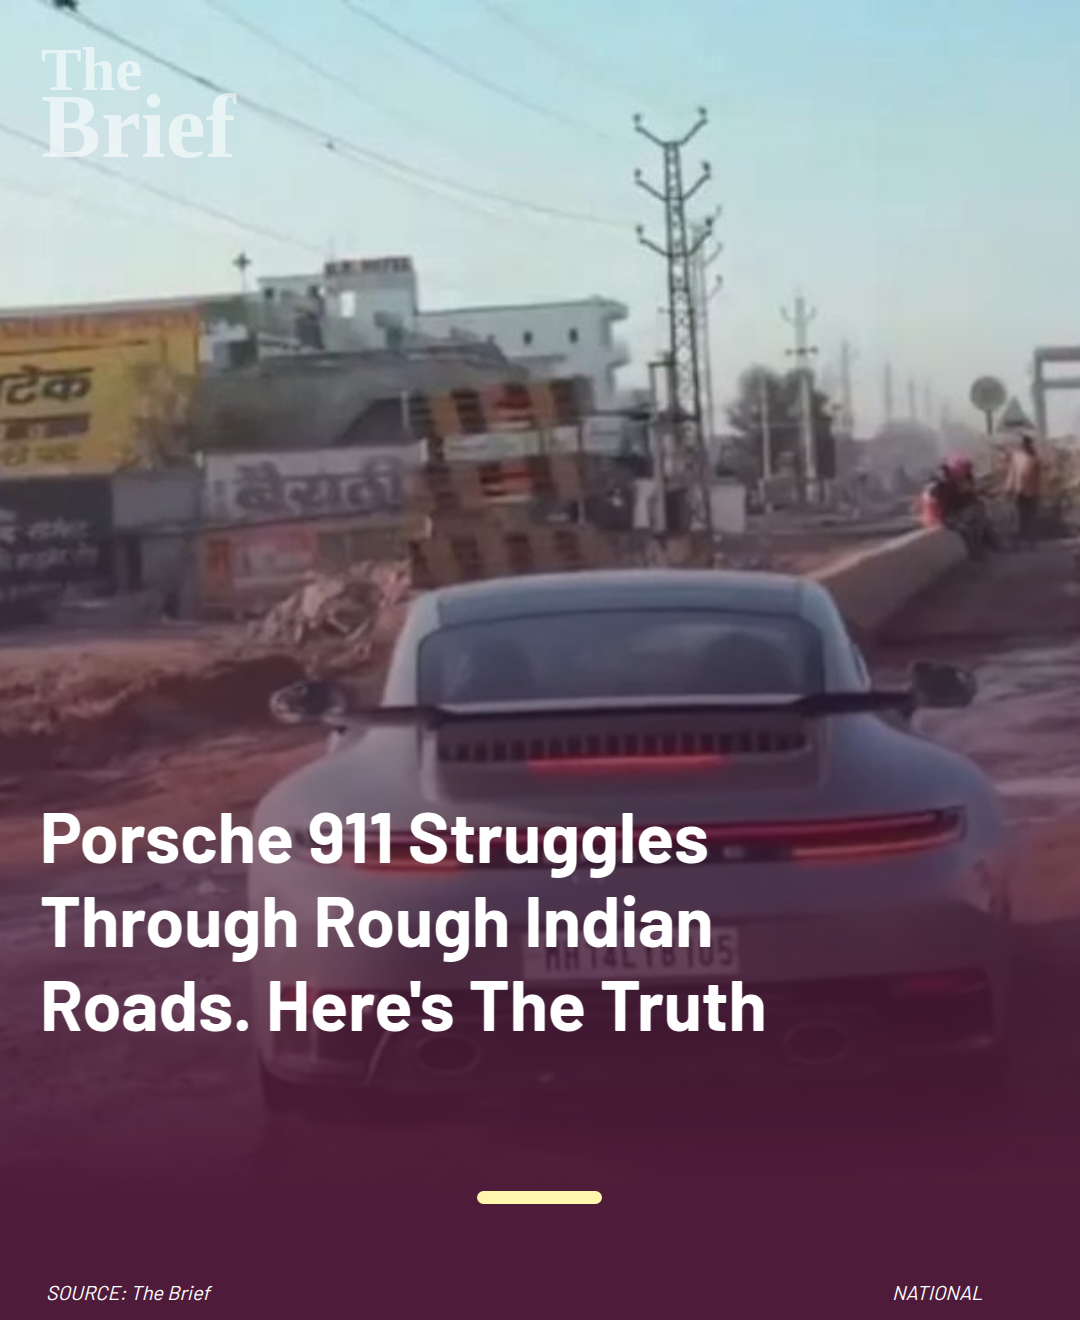 The
Brief
टेक
बैराठी
Porsche 911 Struggles
Through Rough Indian
Roads. Here's The Truth
SOURCE: The Brief
NATIONAL